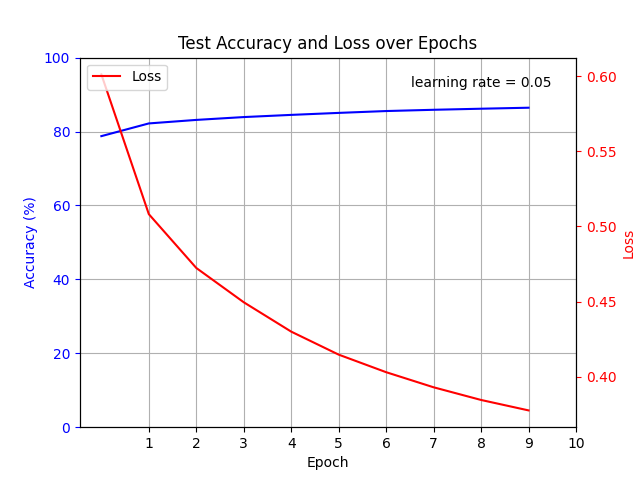 Test Accuracy and Loss over Epochs
Loss
learning rate = 0.05
100
80
60
40
20
0
Accuracy (%)
0.60
0.55
0.50
0.45
0.40
Loss
1 2 3 4 5 6 7 8 9 10
Epoch